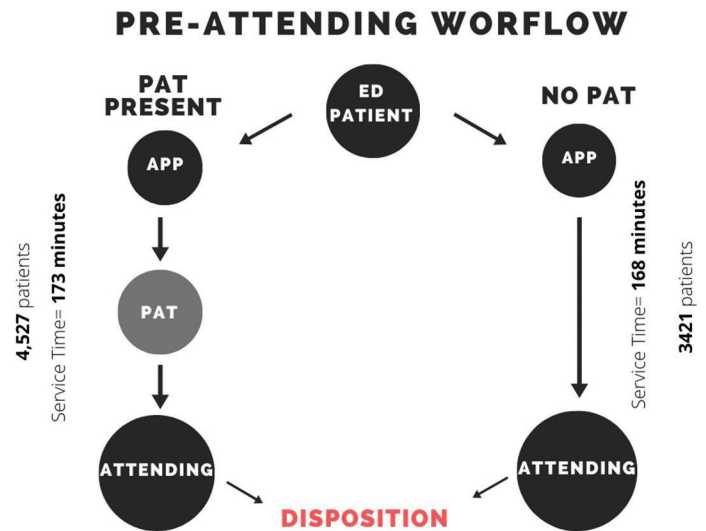 PRE-ATTENDING WORFLOW
PAT
PRESENT
ED
PATIENT
NO PAT
APP
APP
4,527 patients
Service Time= 173 minutes
PAT
Service Time= 168 minutes
3421 patients
ATTENDING
ATTENDING
DISPOSITION